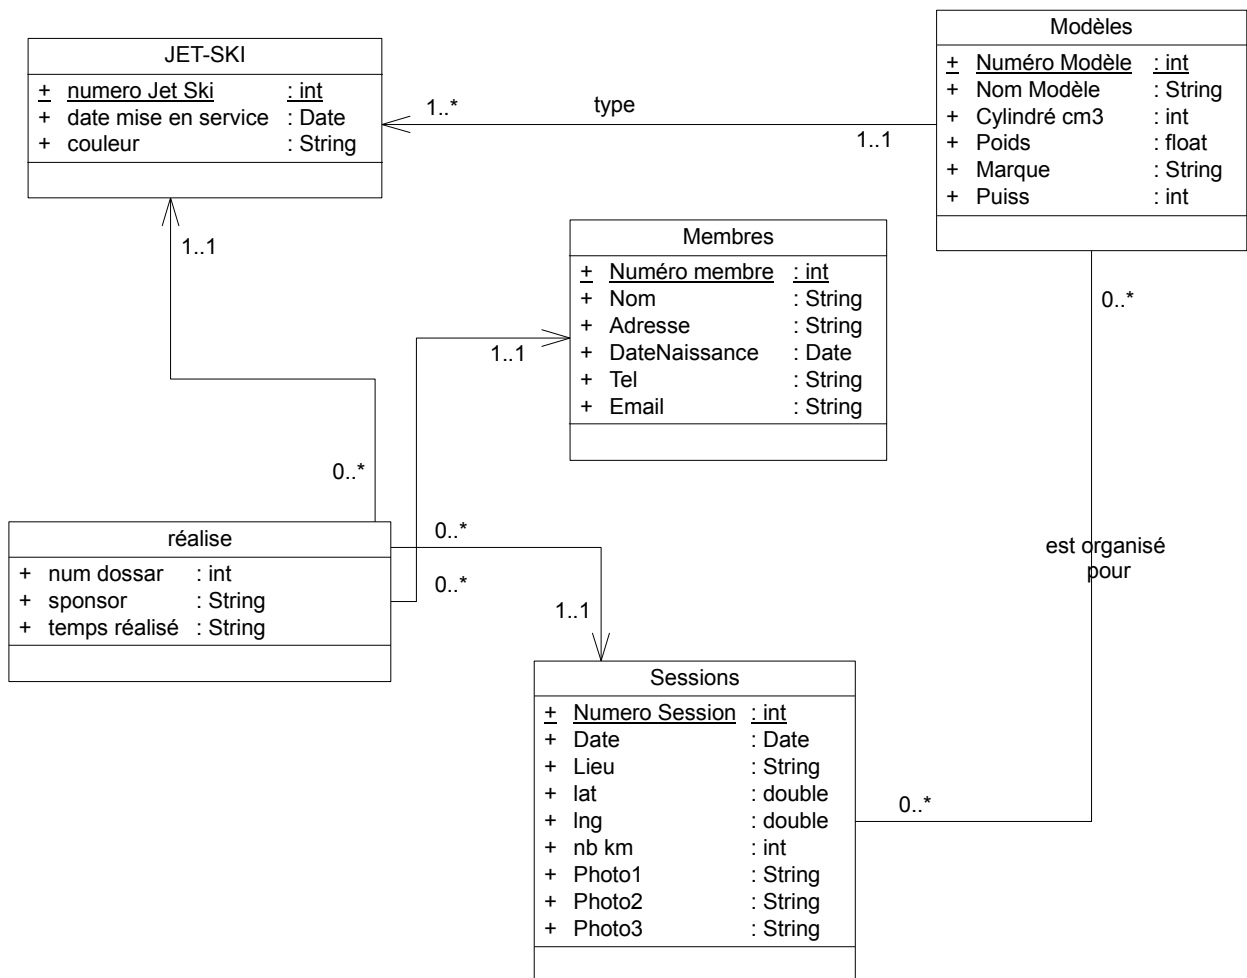 JET-SKI
+ numero Jet Ski : int
+ date mise en service : Date
+ couleur : String
1..*
type
1..1
Modèles
+ Numéro Modèle : int
+ Nom Modèle : String
+ Cylindré cm3 : int
+ Poids : float
+ Marque : String
+ Puiss : int
1..1
Membres
+ Numéro membre : int
+ Nom : String
+ Adresse : String
+ DateNaissance : Date
+ Tel : String
+ Email : String
0..*
1..1
0..*
réalise
+ num dossar : int
+ sponsor : String
+ temps réalisé : String
0..*
0..*
1..1
est organisé
pour
Sessions
+ Numero Session : int
+ Date : Date
+ Lieu : String
+ lat : double
+ lng : double
+ nb km : int
+ Photo1 : String
+ Photo2 : String
+ Photo3 : String
0..*